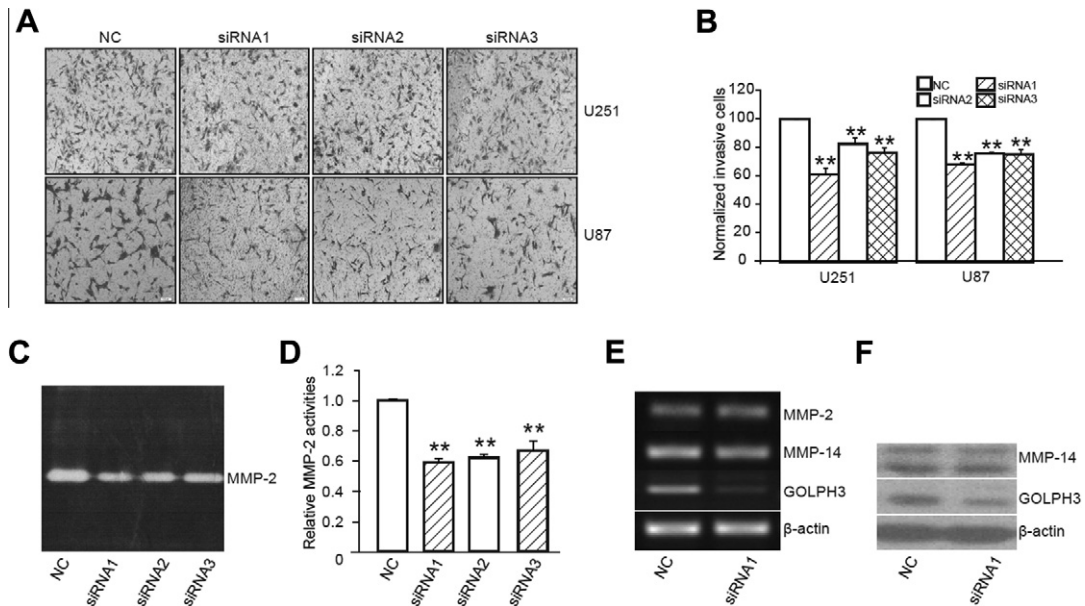 A
NC siRNA1 siRNA2 siRNA3
U251
U87
B
NC siRNA1
siRNA2 siRNA3
120
100
80
60
40
20
0
Normalized invasive cells
** ** **
** ** **
U251 U87
C
MMP-2
NC siRNA1 siRNA2 siRNA3
D
1.2
1.0
0.8
0.6
0.4
0.2
0
Relative MMP-2 activities
** ** **
NC siRNA1 siRNA2 siRNA3
E
MMP-2
MMP-14
GOLPH3
β-actin
NC siRNA1
F
MMP-14
GOLPH3
β-actin
NC siRNA1